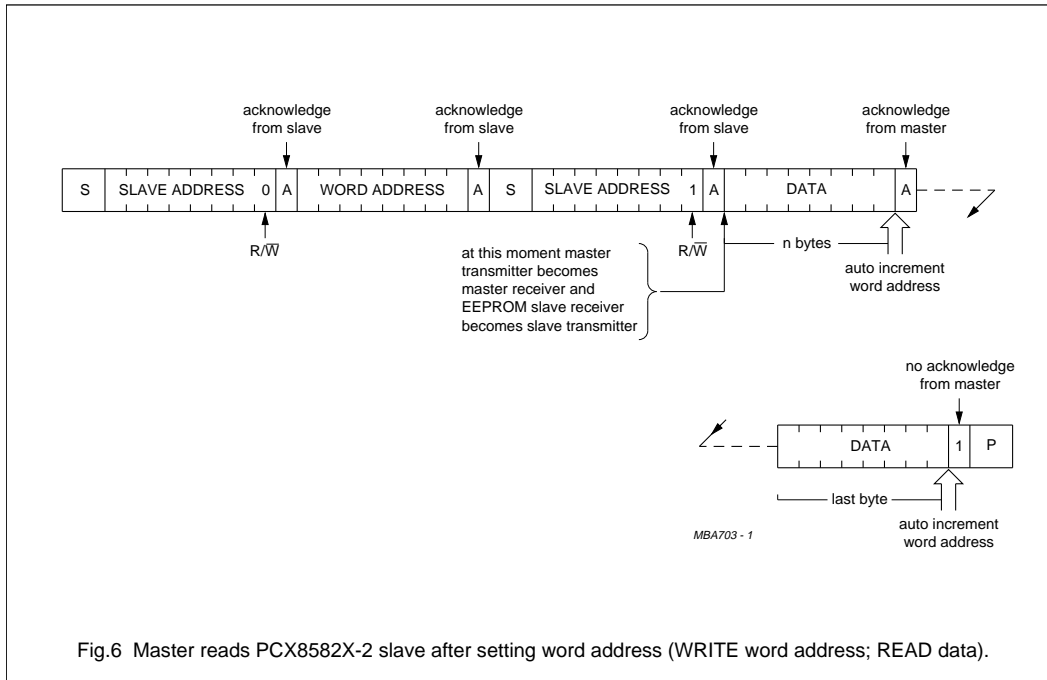 acknowledge
from slave
acknowledge
from slave
acknowledge
from slave
acknowledge
from master
S SLAVE ADDRESS 0 A WORD ADDRESS A S SLAVE ADDRESS 1 A DATA A
R/W̅
R/W̅
at this moment master
transmitter becomes
master receiver and
EEPROM slave receiver
becomes slave transmitter
n bytes
auto increment
word address
no acknowledge
from master
DATA 1 P
last byte
auto increment
word address
MBA703 - 1
Fig.6 Master reads PCX8582X-2 slave after setting word address (WRITE word address; READ data).